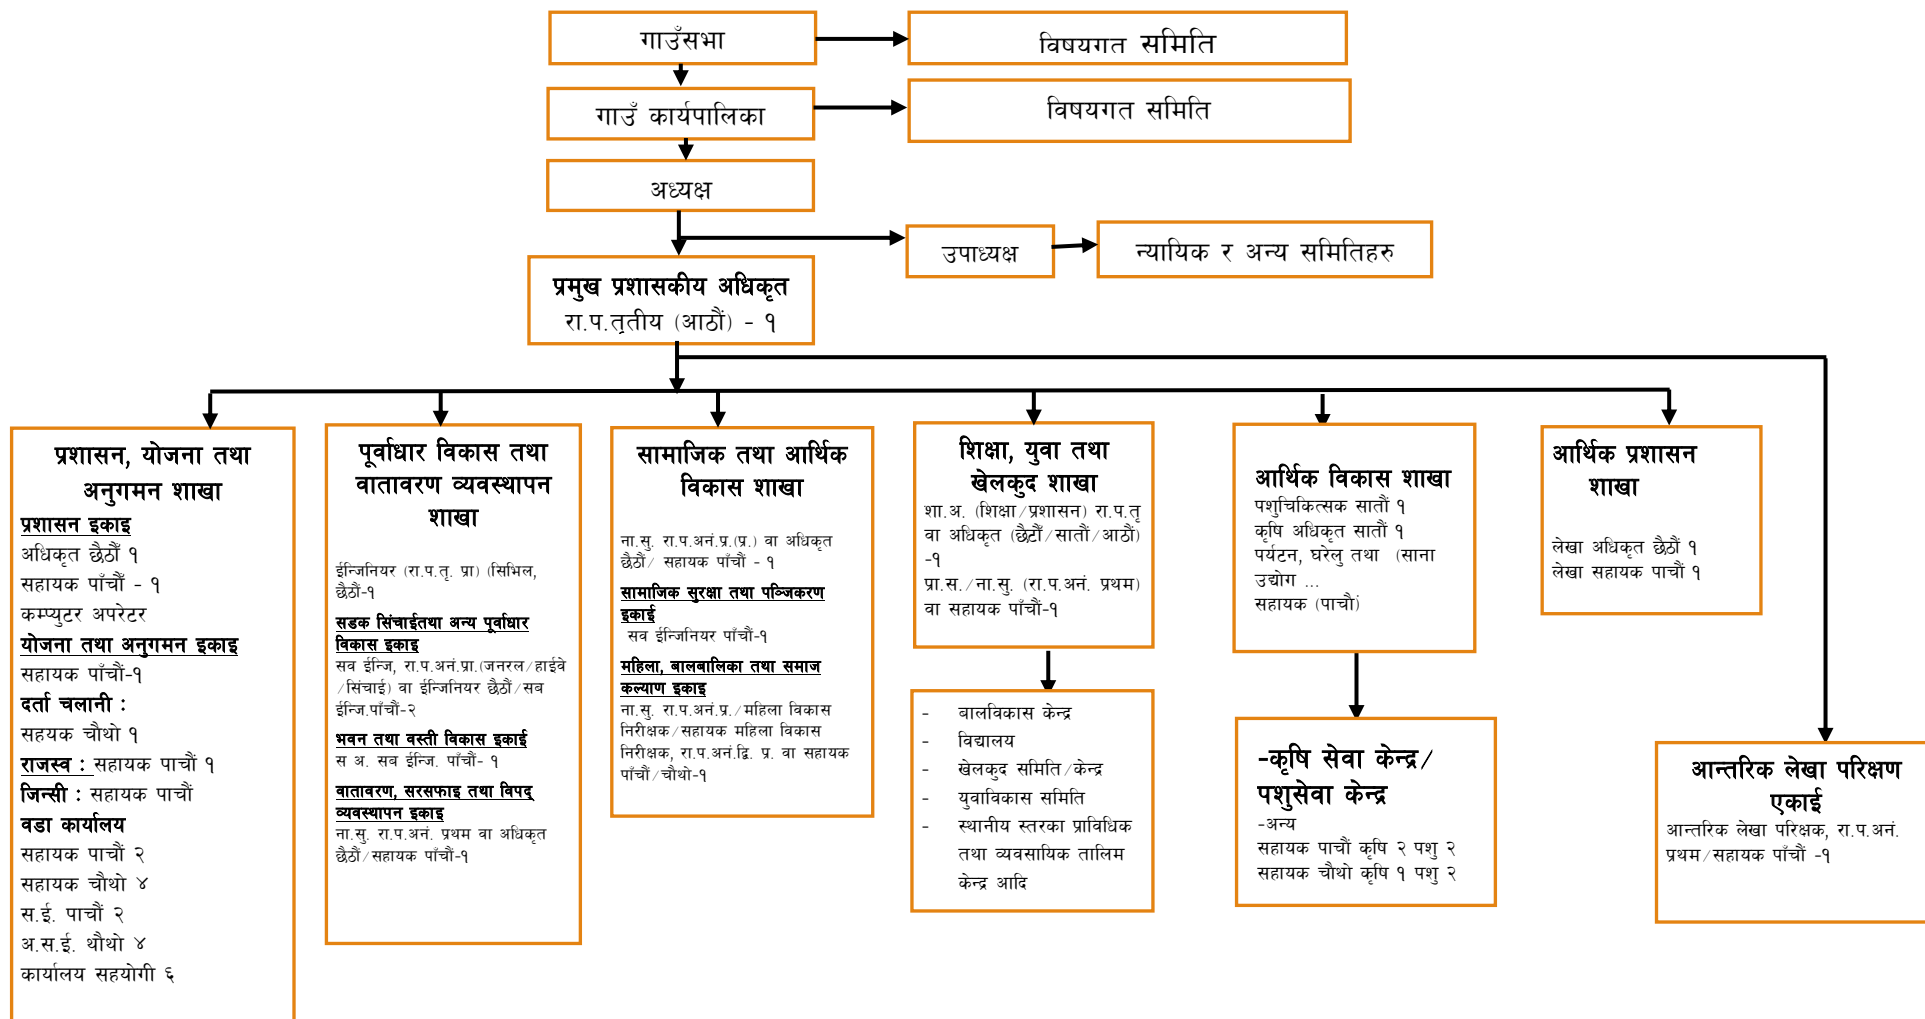 गाउँसभा
विषयगत समिति
गाउँ कार्यपालिका
विषयगत समिति
अध्यक्ष
उपाध्यक्ष
न्यायिक र अन्य समितिहरु
प्रमुख प्रशासकीय अधिकृत
रा.प.तृतीय (आठौं) - १
प्रशासन, योजना तथा
अनुगमन शाखा
प्रशासन इकाइ
अधिकृत छैठौँ १
सहायक पाँचौँ - १
कम्प्युटर अपरेटर
योजना तथा अनुगमन इकाइ
सहायक पाँचौं-१
दर्ता चलानी :
सहयक चौथो १
राजस्व : सहायक पाचौं १
जिन्सी : सहायक पाचौं
वडा कार्यालय
सहायक पाचौं २
सहायक चौथो ४
स.ई. पाचौं २
अ.स.ई. थौथो ४
कार्यालय सहयोगी ६
पूर्वाधार विकास तथा
वातावरण व्यवस्थापन
शाखा
ईन्जिनियर (रा.प.तृ. प्रा) (सिभिल,
छैठौं-१
सडक सिंचाईतथा अन्य पूर्वाधार
विकास इकाइ
सव ईन्जि, रा.प.अनं.प्रा.(जनरल/हाईवे
/सिंचाई) वा ईन्जिनियर छैठौं/सब
ईन्जि.पाँचौं-२
भवन तथा वस्ती विकास इकाई
स अ. सब ईन्जि. पाँचौं- १
वातावरण, सरसफाइ तथा विपद्
व्यवस्थापन इकाइ
ना.सु. रा.प.अनं. प्रथम वा अधिकृत
छैठौं/सहायक पाँचौं-१
सामाजिक तथा आर्थिक
विकास शाखा
ना.सु. रा.प.अनं.प्र.(प्र.) वा अधिकृत
छैठौं/ सहायक पाँचौं - १
सामाजिक सुरक्षा तथा पञ्जिकरण
इकाई
सव ईन्जिनियर पाँचौं-१
महिला, बालबालिका तथा समाज
कल्याण इकाइ
ना.सु. रा.प.अनं.प्र./महिला विकास
निरीक्षक/सहायक महिला विकास
निरीक्षक, रा.प.अनं.द्वि. प्र. वा सहायक
पाँचौं/चौथो-१
शिक्षा, युवा तथा
खेलकुद शाखा
शा.अ. (शिक्षा/प्रशासन) रा.प.तृ
वा अधिकृत (छैटौँ/सातौं/आठौं)
-१
प्रा.स./ना.सु. (रा.प.अनं. प्रथम)
वा सहायक पाँचौं-१
- बालविकास केन्द्र
- विद्यालय
- खेलकुद समिति/केन्द्र
- युवाविकास समिति
- स्थानीय स्तरका प्राविधिक
तथा व्यवसायिक तालिम
केन्द्र आदि
आर्थिक विकास शाखा
पशुचिकित्सक सातौं १
कृषि अधिकृत सातौं १
पर्यटन, घरेलु तथा (साना
उद्योग ...
सहायक (पाचौ)
-कृषि सेवा केन्द्र/
पशुसेवा केन्द्र
-अन्य
सहायक पाचौं कृषि २ पशु २
सहायक चौथो कृषि १ पशु २
आर्थिक प्रशासन
शाखा
लेखा अधिकृत छैठौं १
लेखा सहायक पाचौं १
आन्तरिक लेखा परिक्षण
एकाई
आन्तरिक लेखा परिक्षक, रा.प.अनं.
प्रथम/सहायक पाँचौं -१